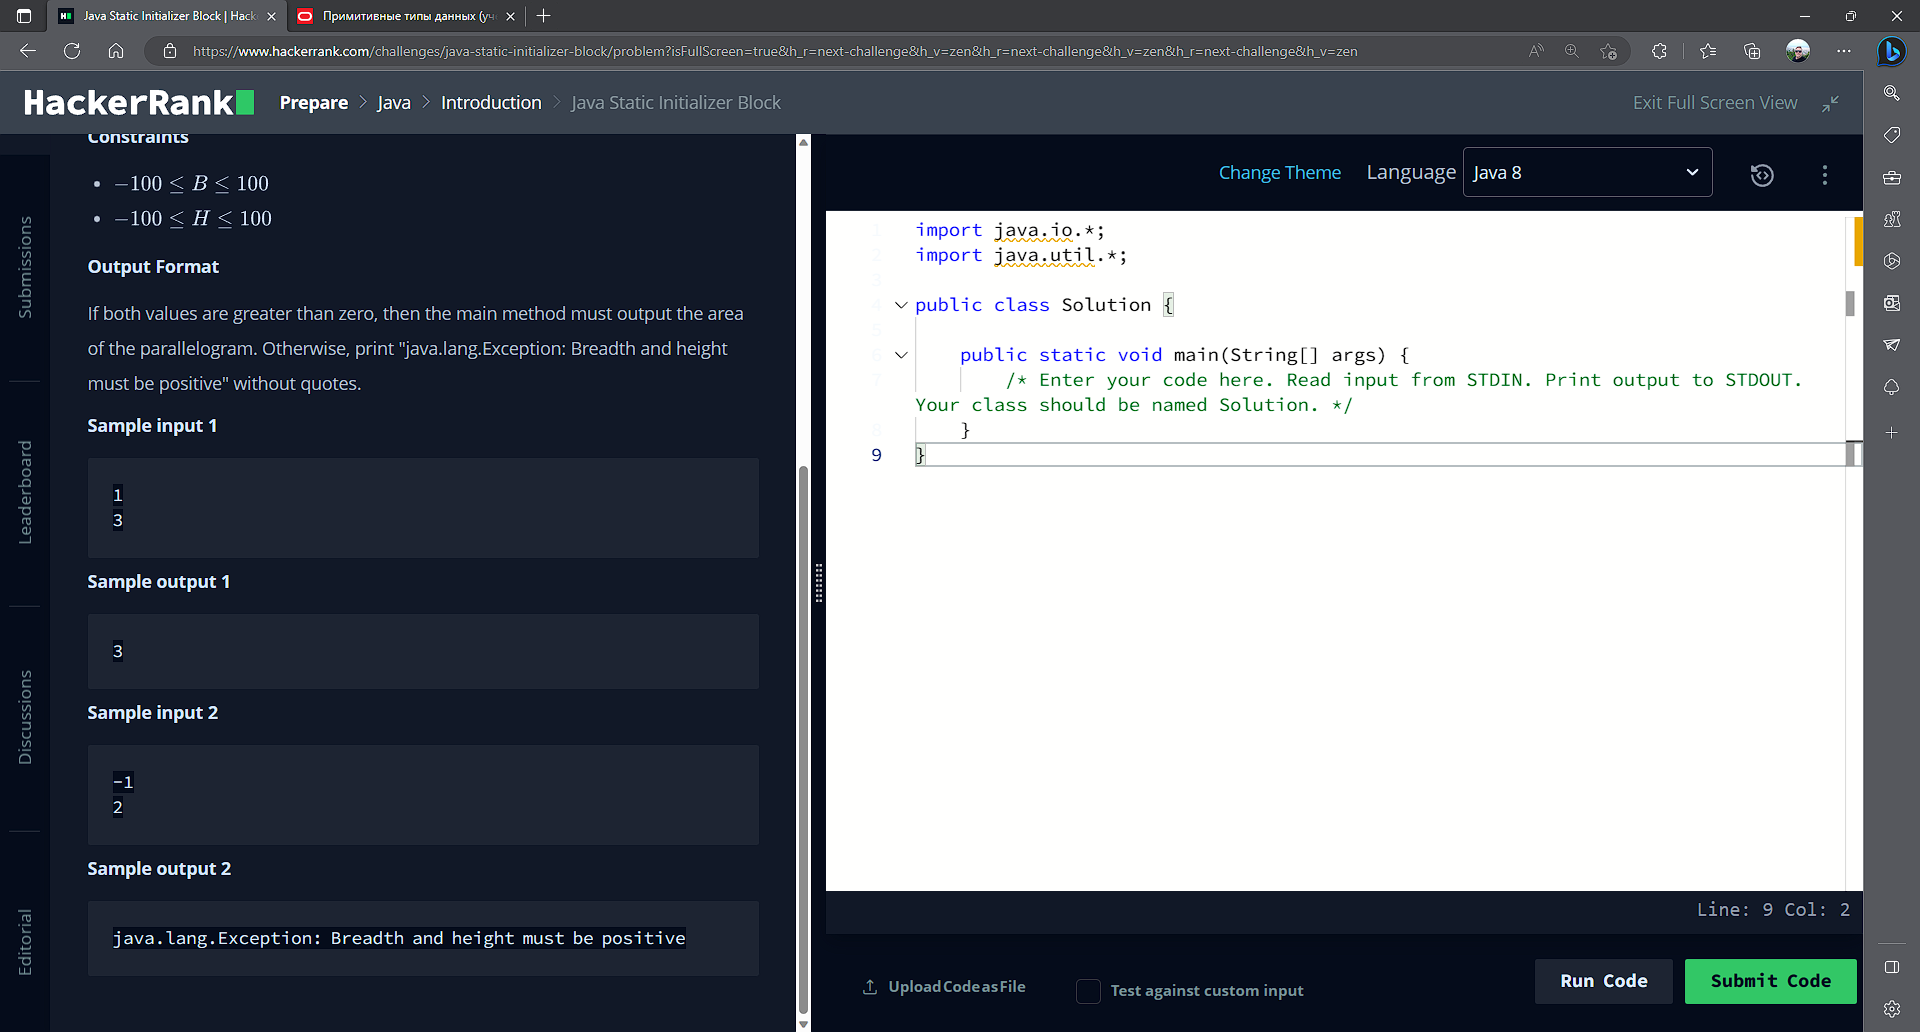 Java Static Initializer Block | Hack
Примитивные типы данных (уч
https://www.hackerrank.com/challenges/java-static-initializer-block/problem?isFullScreen=true&h_r=next-challenge&h_v=zen&h_r=next-challenge&h_v=zen&h_r=next-challenge&h_v=zen
HackerRank
Prepare > Java > Introduction > Java Static Initializer Block
Exit Full Screen View
Submissions
Leaderboard
Discussions
Editorial
Constraints
• −100 ≤ B ≤ 100
• −100 ≤ H ≤ 100
Output Format
If both values are greater than zero, then the main method must output the area
of the parallelogram. Otherwise, print "java.lang.Exception: Breadth and height
must be positive" without quotes.
Sample input 1
1
3
Sample output 1
3
Sample input 2
-1
2
Sample output 2
java.lang.Exception: Breadth and height must be positive
Change Theme
Language
Java 8
1 import java.io.*;
2 import java.util.*;
3
4 public class Solution {
5
6 public static void main(String[] args) {
7 /* Enter your code here. Read input from STDIN. Print output to STDOUT.
Your class should be named Solution. */
8 }
9 }
Line: 9 Col: 2
Upload Code as File
Test against custom input
Run Code
Submit Code